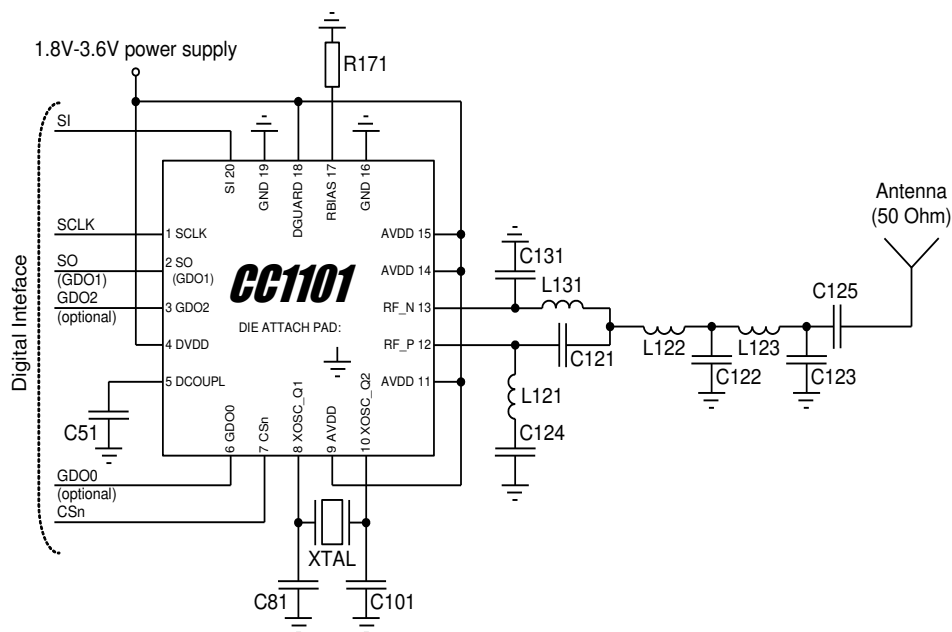 1.8V-3.6V power supply
R171
SI
SI 20
GND 19
DGUARD 18
RBIAS 17
GND 16
Antenna
(50 Ohm)
SCLK
1 SCLK
AVDD 15
SO
(GDO1)
2 SO
(GDO1)
CC1101
AVDD 14
C131
L131
GDO2
(optional)
3 GDO2
RF_N 13
C125
DIE ATTACH PAD:
4 DVDD
RF_P 12
C121
L122
L123
C122
C123
5 DCOUPL
AVDD 11
L121
C124
C51
6 GDO0
7 CSn
8 XOSC_Q1
9 AVDD
10 XOSC_Q2
GDO0
(optional)
CSn
XTAL
C81
C101
Digital Inteface